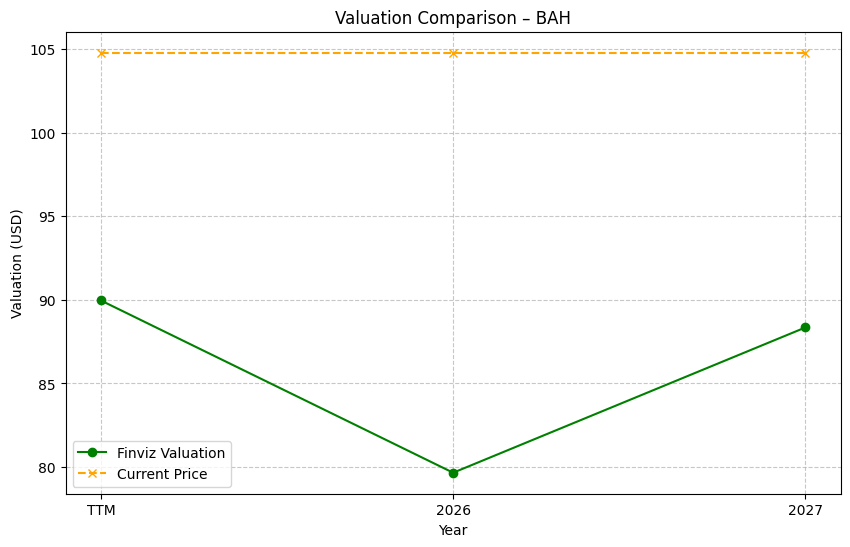 Valuation Comparison – BAH
Valuation (USD)
105
100
95
90
85
80
Finviz Valuation
Current Price
TTM
2026
2027
Year